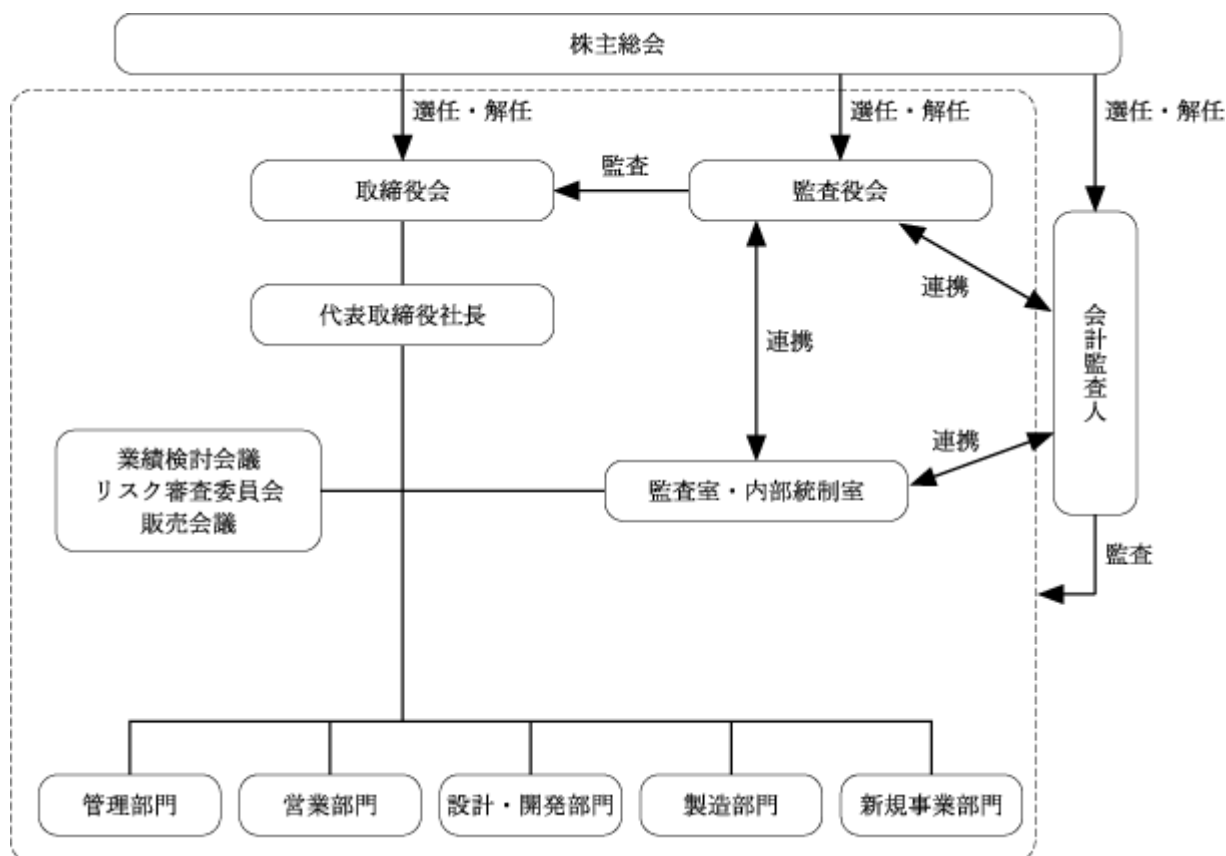 株主総会
選任・解任
選任・解任
選任・解任
取締役会
監査
監査役会
代表取締役社長
連携
連携
会計監査人
業績検討会議
リスク審査委員会
販売会議
監査室・内部統制室
連携
監査
管理部門
営業部門
設計・開発部門
製造部門
新規事業部門